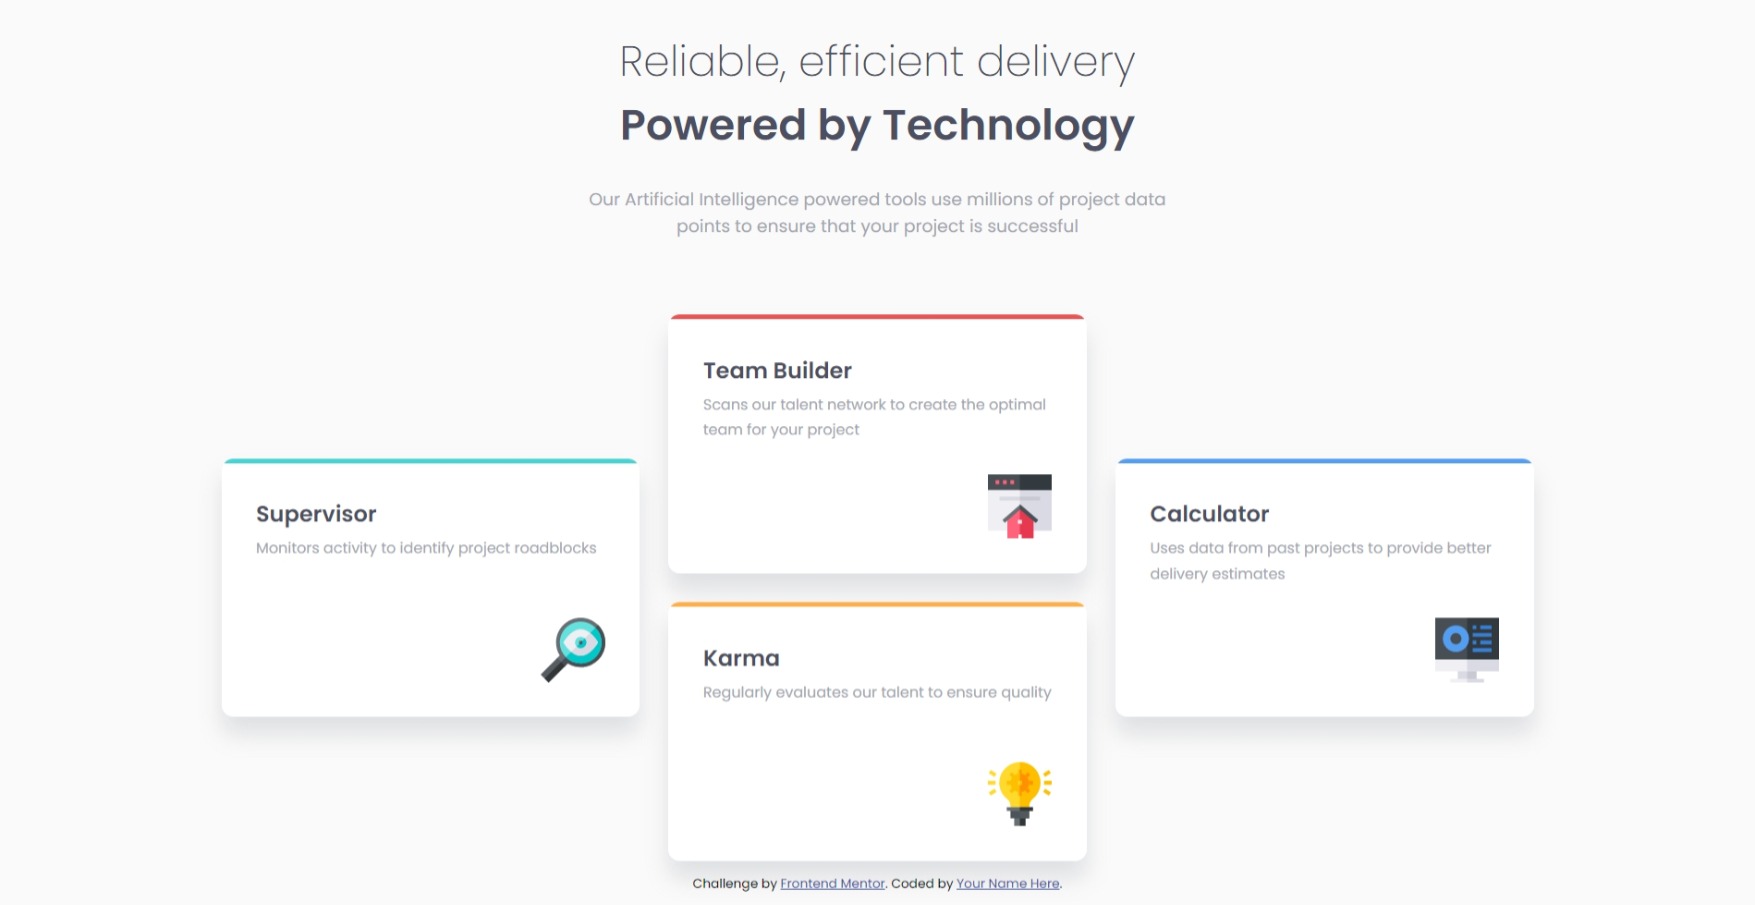 Reliable, efficient delivery
Powered by Technology
Our Artificial Intelligence powered tools use millions of project data
points to ensure that your project is successful
Team Builder
Scans our talent network to create the optimal
team for your project
Supervisor
Monitors activity to identify project roadblocks
Calculator
Uses data from past projects to provide better
delivery estimates
Karma
Regularly evaluates our talent to ensure quality
Challenge by Frontend Mentor. Coded by Your Name Here.